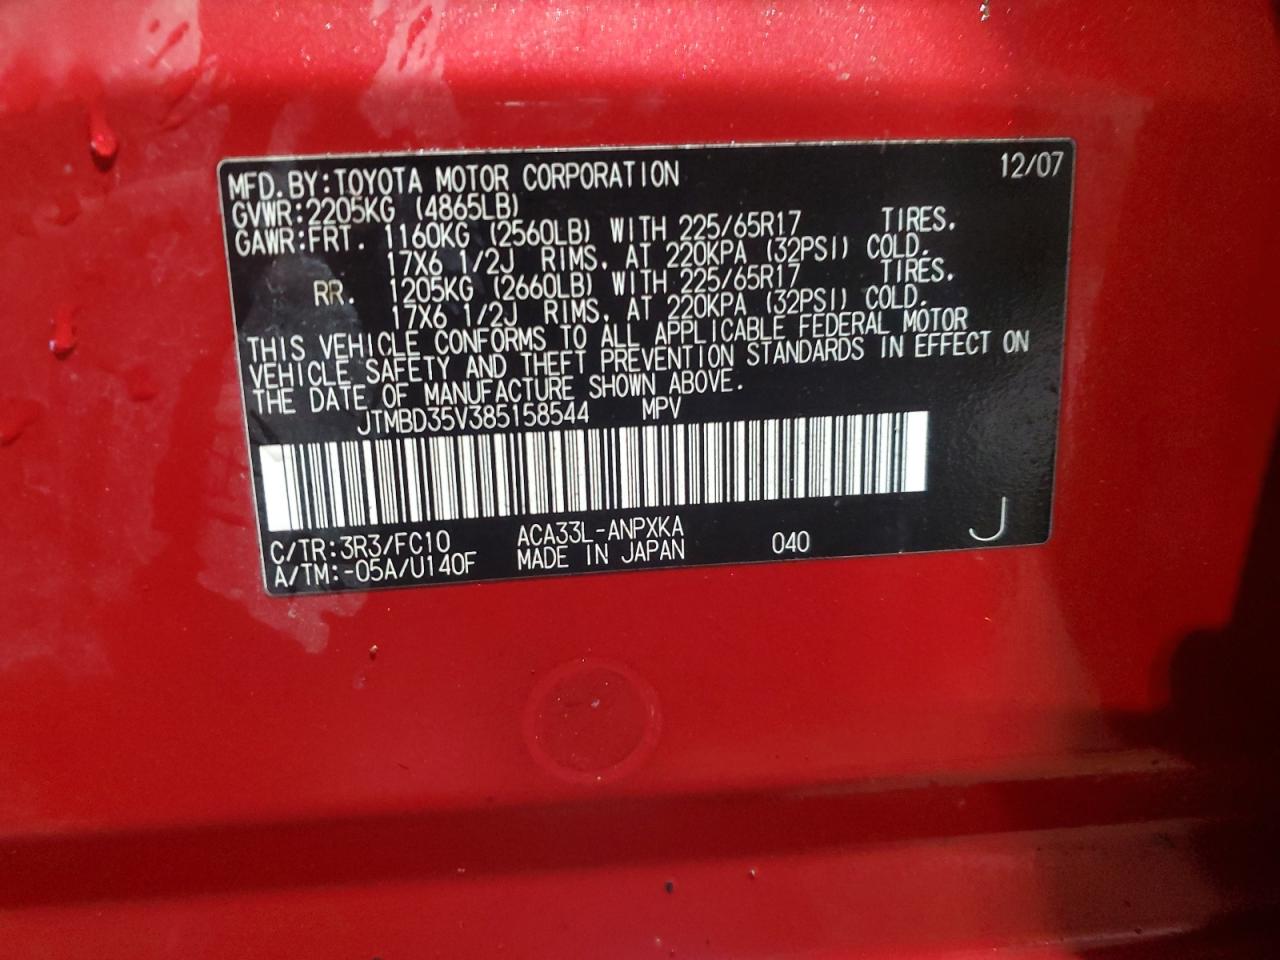 MFD.BY:TOYOTA MOTOR CORPORATION 12/07
GVWR:2205KG (4865LB)
GAWR:FRT. 1160KG (2560LB) WITH 225/65R17 TIRES.
17X6 1/2J RIMS. AT 220KPA (32PSI) COLD.
RR. 1205KG (2660LB) WITH 225/65R17 TIRES.
17X6 1/2J RIMS. AT 220KPA (32PSI) COLD.
THIS VEHICLE CONFORMS TO ALL APPLICABLE FEDERAL MOTOR
VEHICLE SAFETY AND THEFT PREVENTION STANDARDS IN EFFECT ON
THE DATE OF MANUFACTURE SHOWN ABOVE.
JTMBD35V385158544 MPV
C/TR:3R3/FC10 ACA33L-ANPXKA
A/TM:-05A/U140F MADE IN JAPAN 040 J